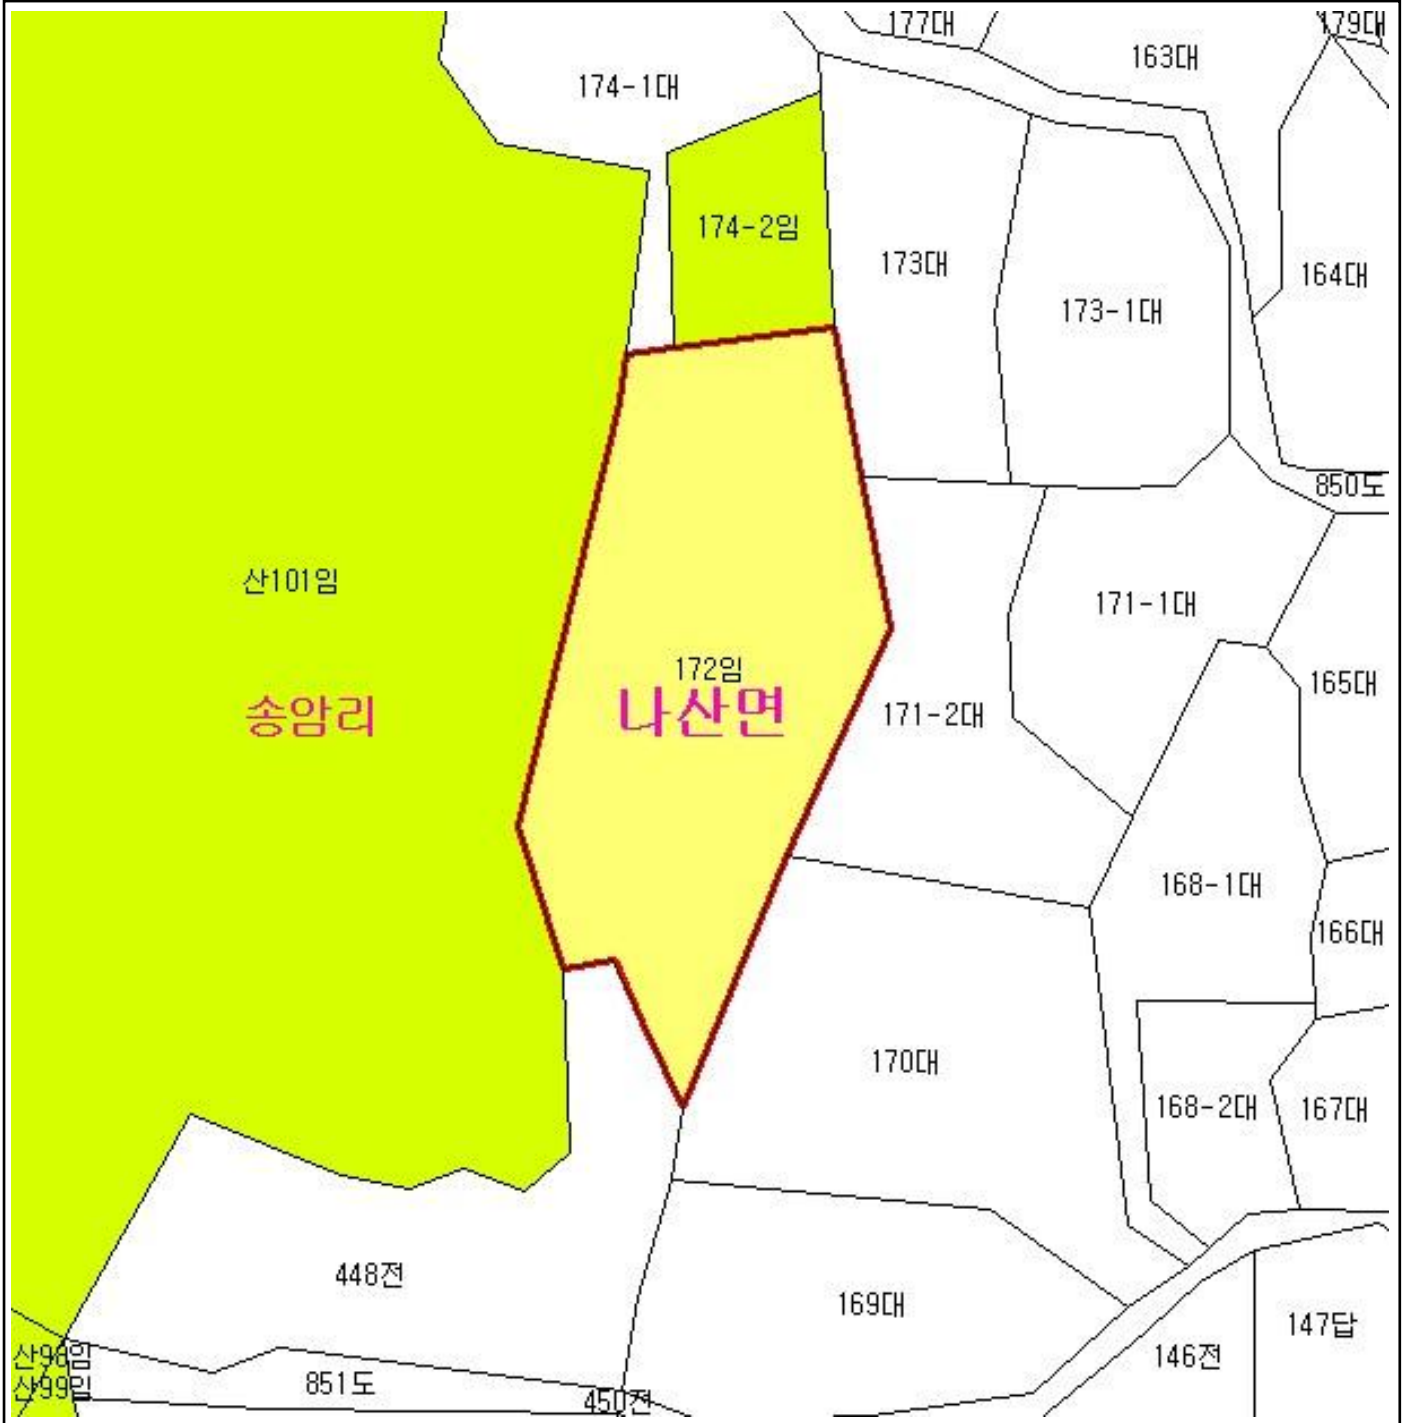 177대
179대
163대
174-1대
174-2임
173대
164대
173-1대
850도
산101임
171-1대
172임
165대
송암리
나산면
171-2대
168-1대
166대
170대
168-2대
167대
448전
169대
147답
산98임
146전
851도
산99임
450전